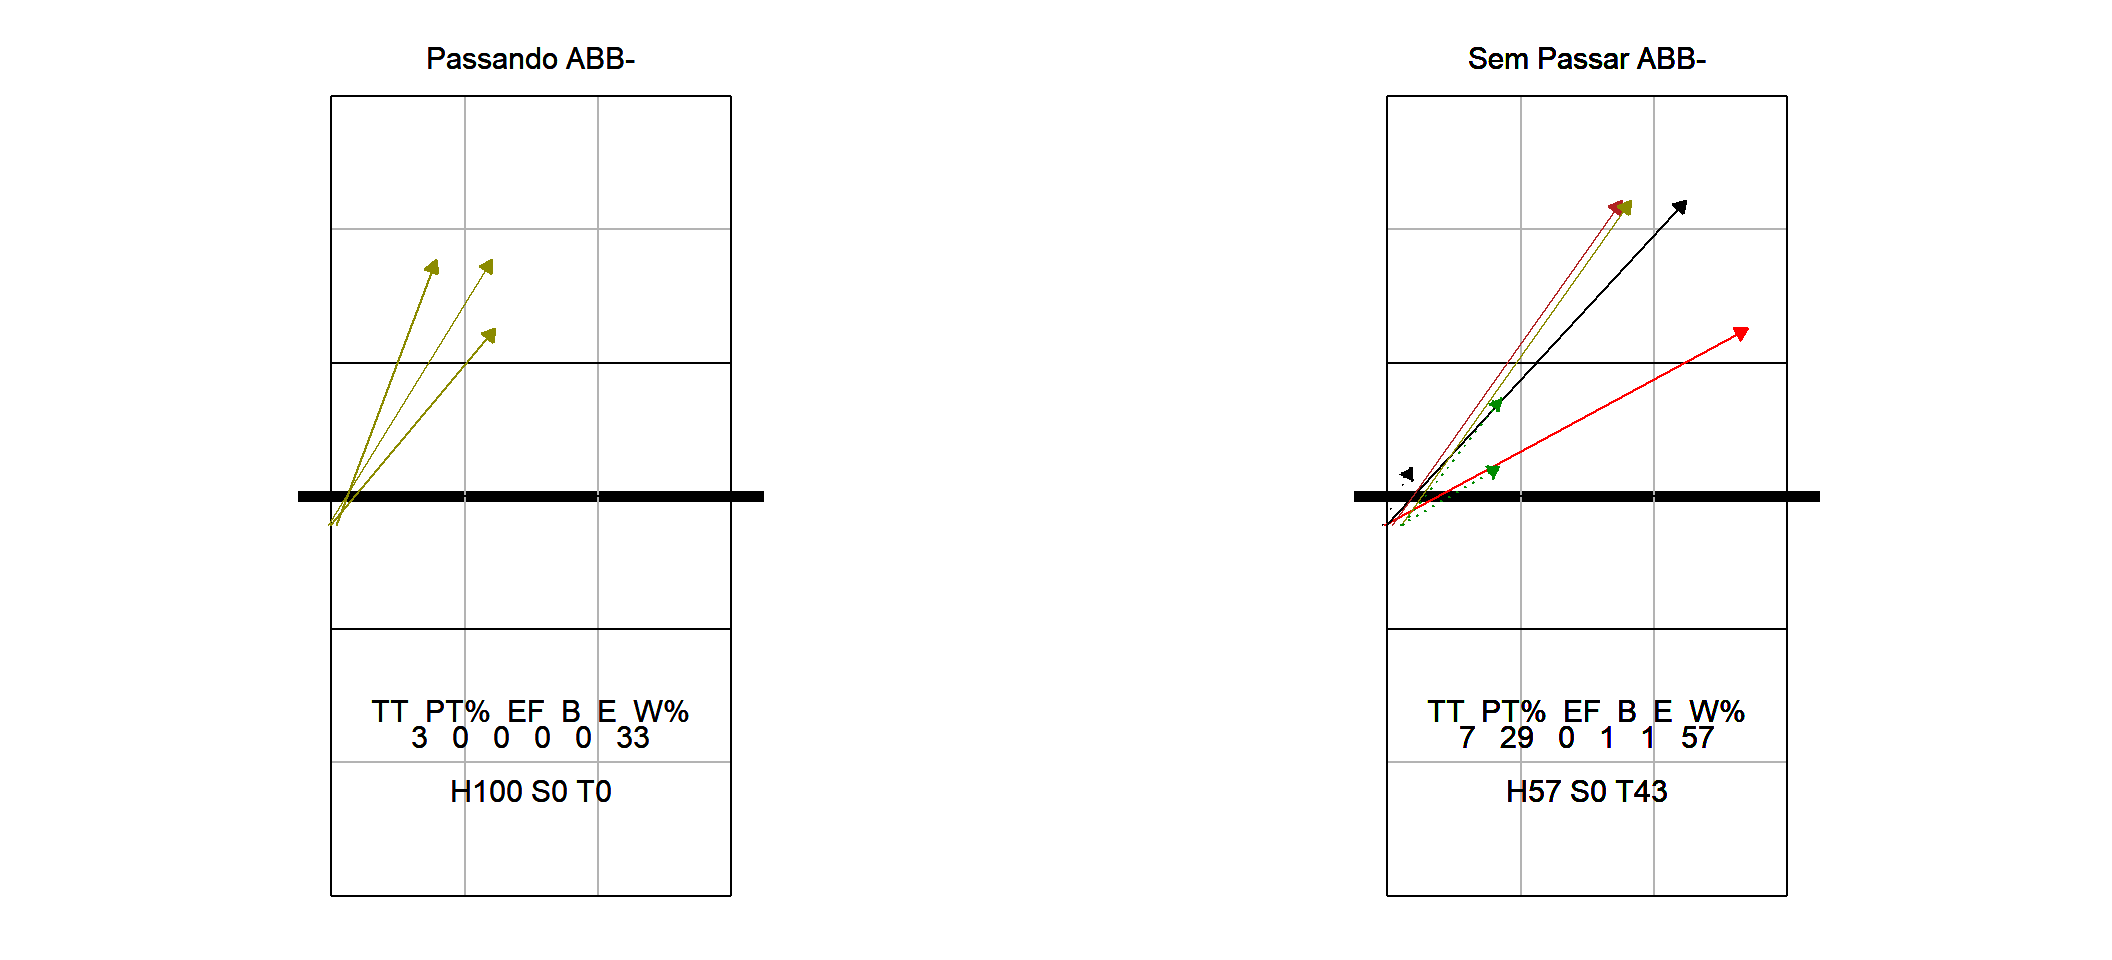 Passando ABB-
TT PT% EF B E W%
3 0 0 0 0 33
H100 S0 T0
Sem Passar ABB-
TT PT% EF B E W%
7 29 0 1 1 57
H57 S0 T43